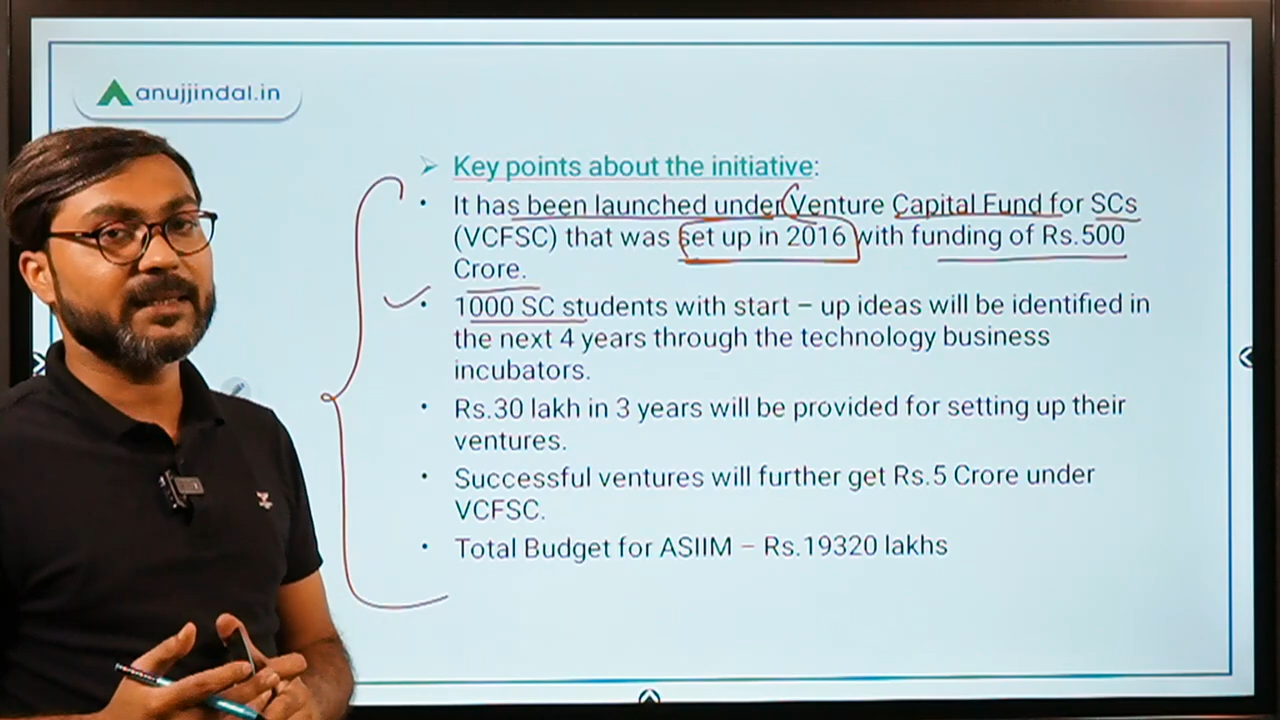 anujjindal.in
➢ Key points about the initiative:
• It has been launched under Venture Capital Fund for SCs
(VCFSC) that was set up in 2016 with funding of Rs.500
Crore.
• 1000 SC students with start – up ideas will be identified in
the next 4 years through the technology business
incubators.
• Rs.30 lakh in 3 years will be provided for setting up their
ventures.
• Successful ventures will further get Rs.5 Crore under
VCFSC.
• Total Budget for ASIIM – Rs.19320 lakhs